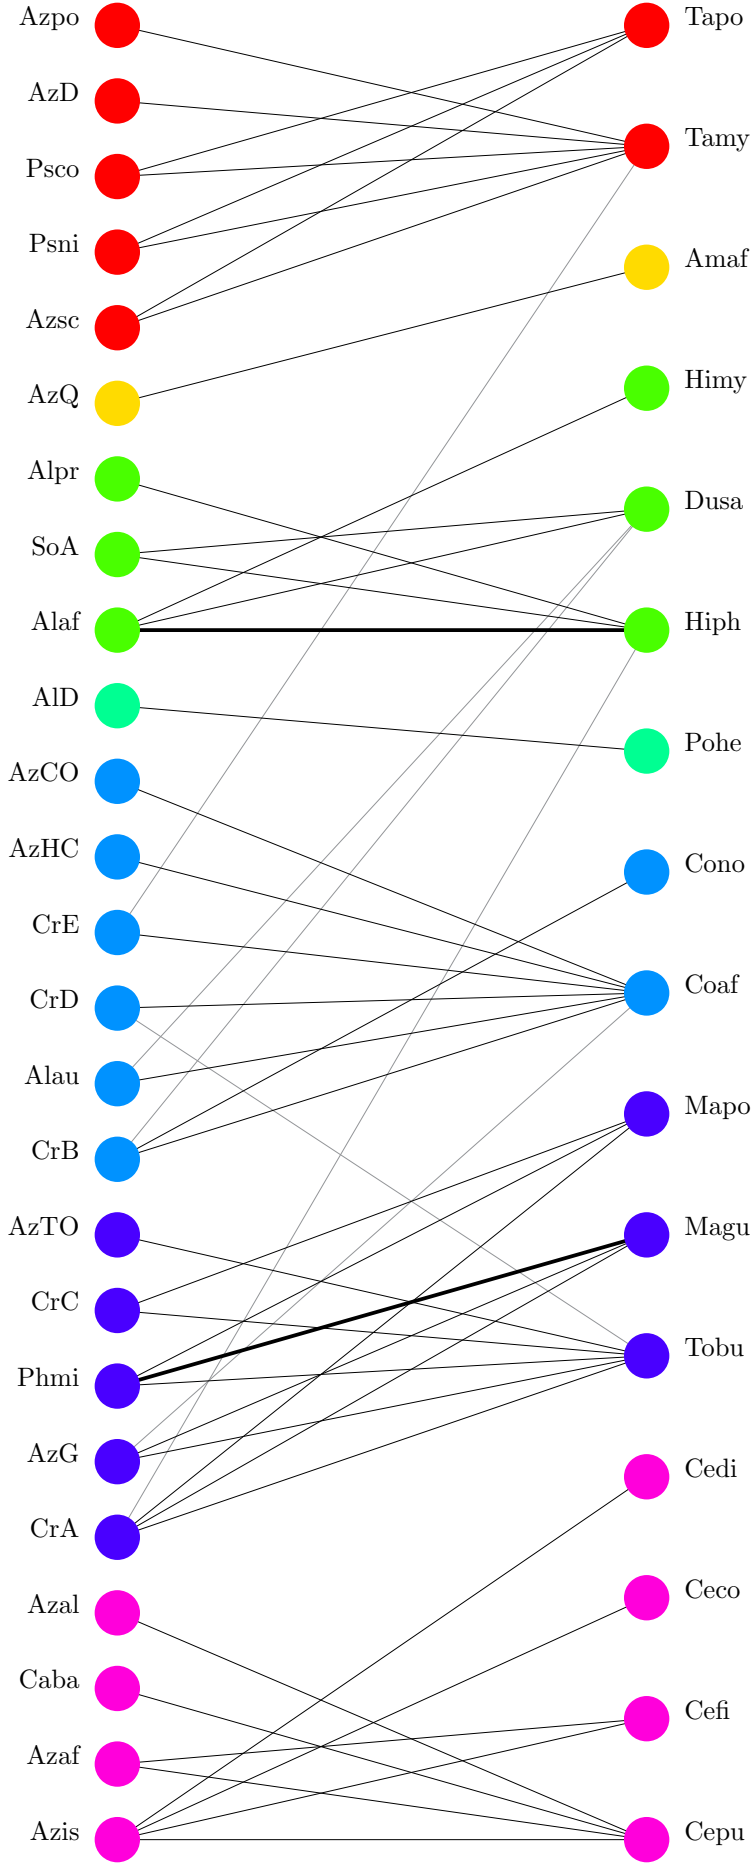 Azpo
AzD
Psco
Psni
Azsc
AzQ
Alpr
SoA
Alaf
AlD
AzCO
AzHC
CrE
CrD
Alau
CrB
AzTO
CrC
Phmi
AzG
CrA
Azal
Caba
Azaf
Azis
Tapo
Tamy
Amaf
Himy
Dusa
Hiph
Pohe
Cono
Coaf
Mapo
Magu
Tobu
Cedi
Ceco
Cefi
Cepu